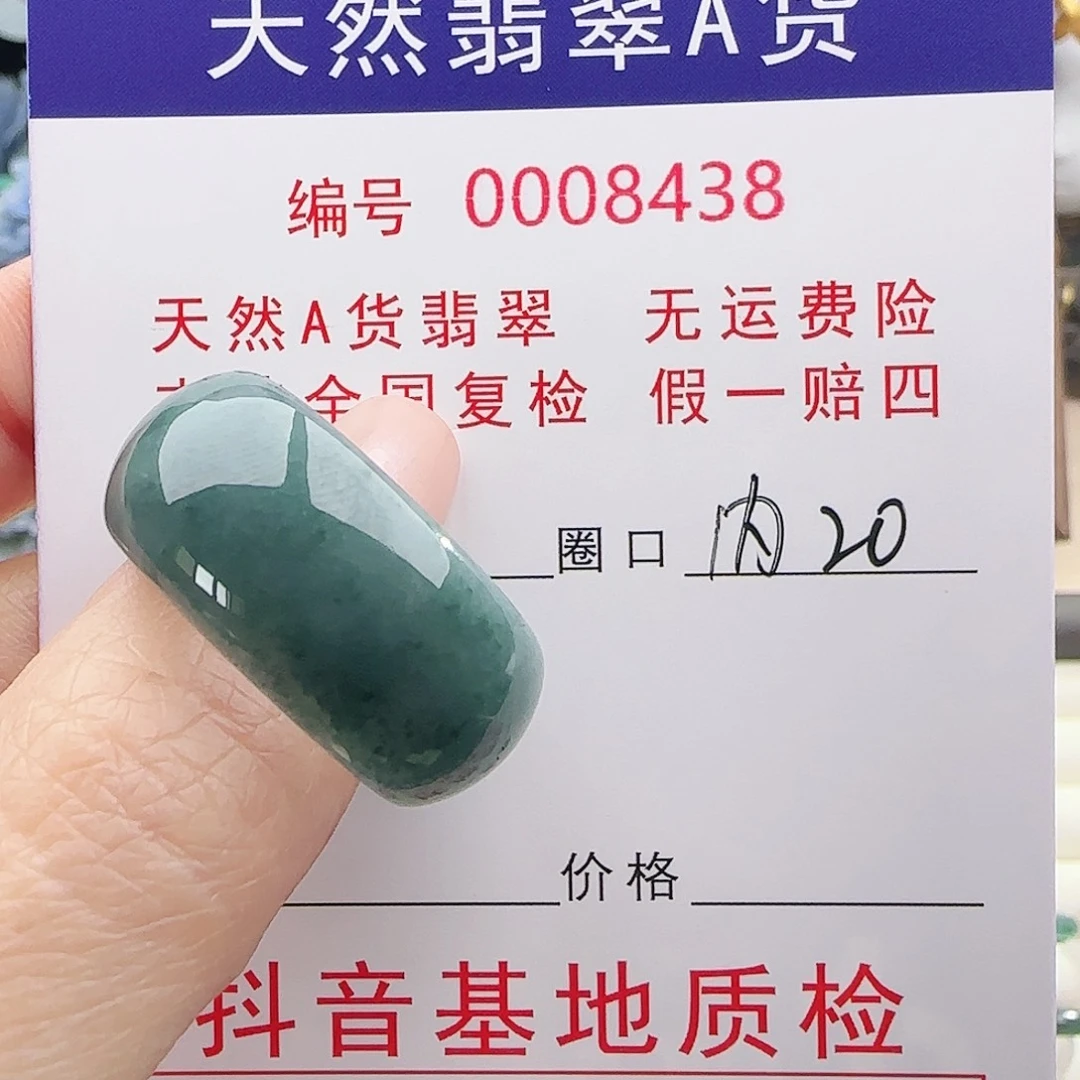 天然翡翠A货
编号 0008438
天然A货翡翠 无运费险
全国复检 假一赔四
圈口 内20
价格
抖音基地质检